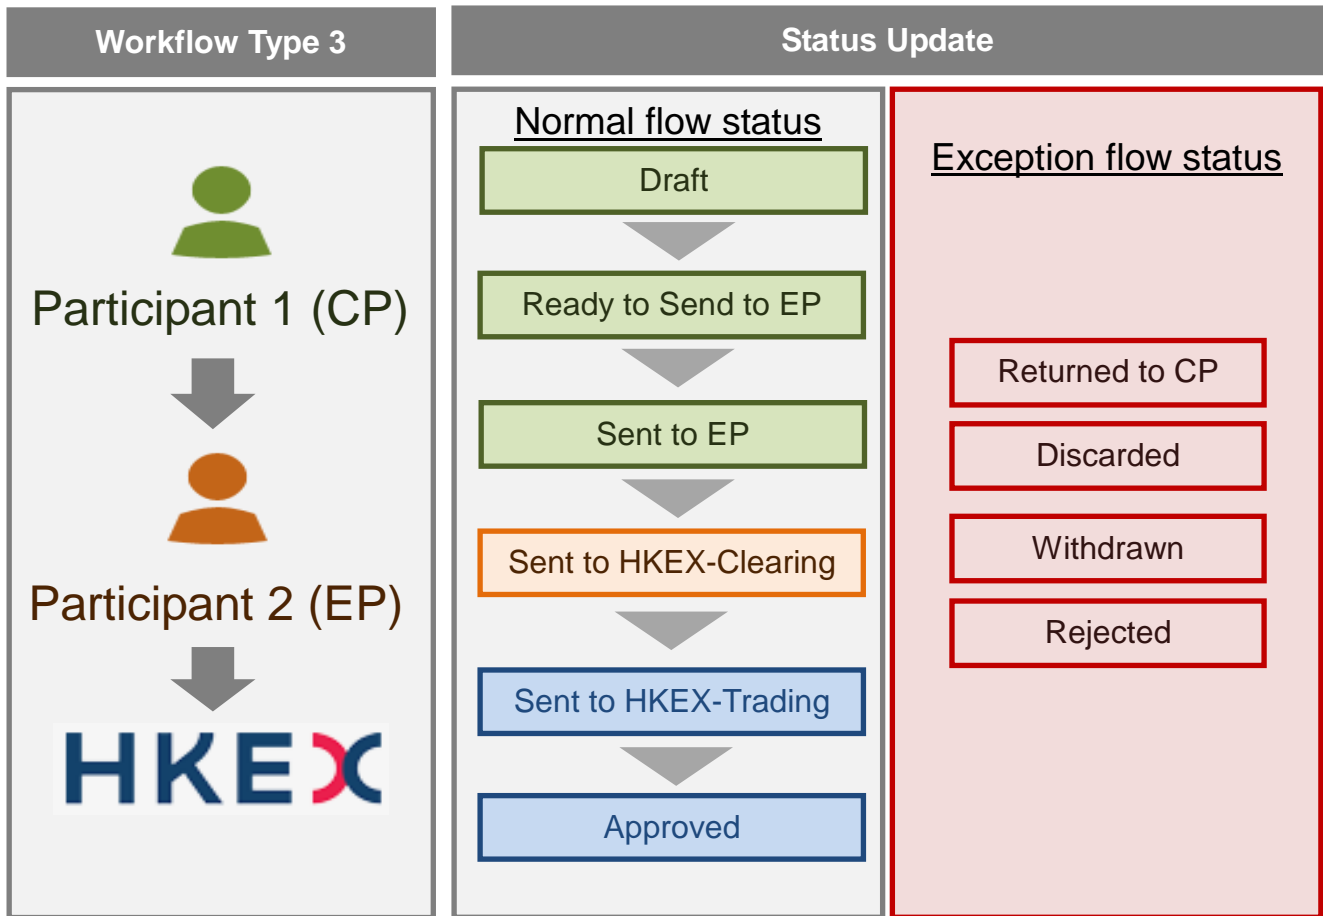 Workflow Type 3
Status Update
Participant 1 (CP)
Participant 2 (EP)
HKEX
Normal flow status
Draft
Ready to Send to EP
Sent to EP
Sent to HKEX-Clearing
Sent to HKEX-Trading
Approved
Exception flow status
Returned to CP
Discarded
Withdrawn
Rejected